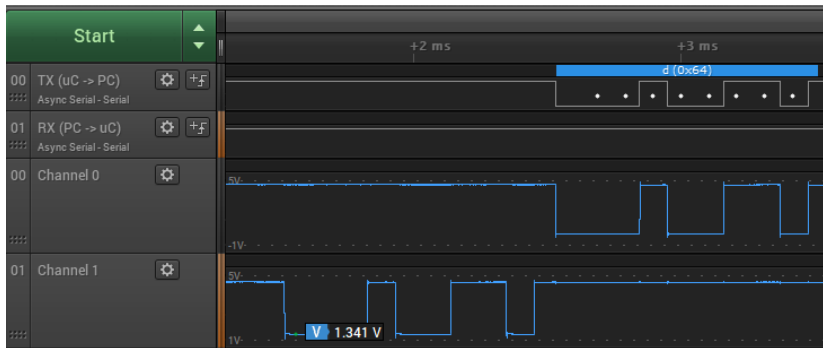 Start
+2 ms
+3 ms
d (0x64)
00 TX (uC -> PC)
Async Serial - Serial
01 RX (PC -> uC)
Async Serial - Serial
00 Channel 0
5V
-1V
01 Channel 1
5V
V 1.341 V
1V